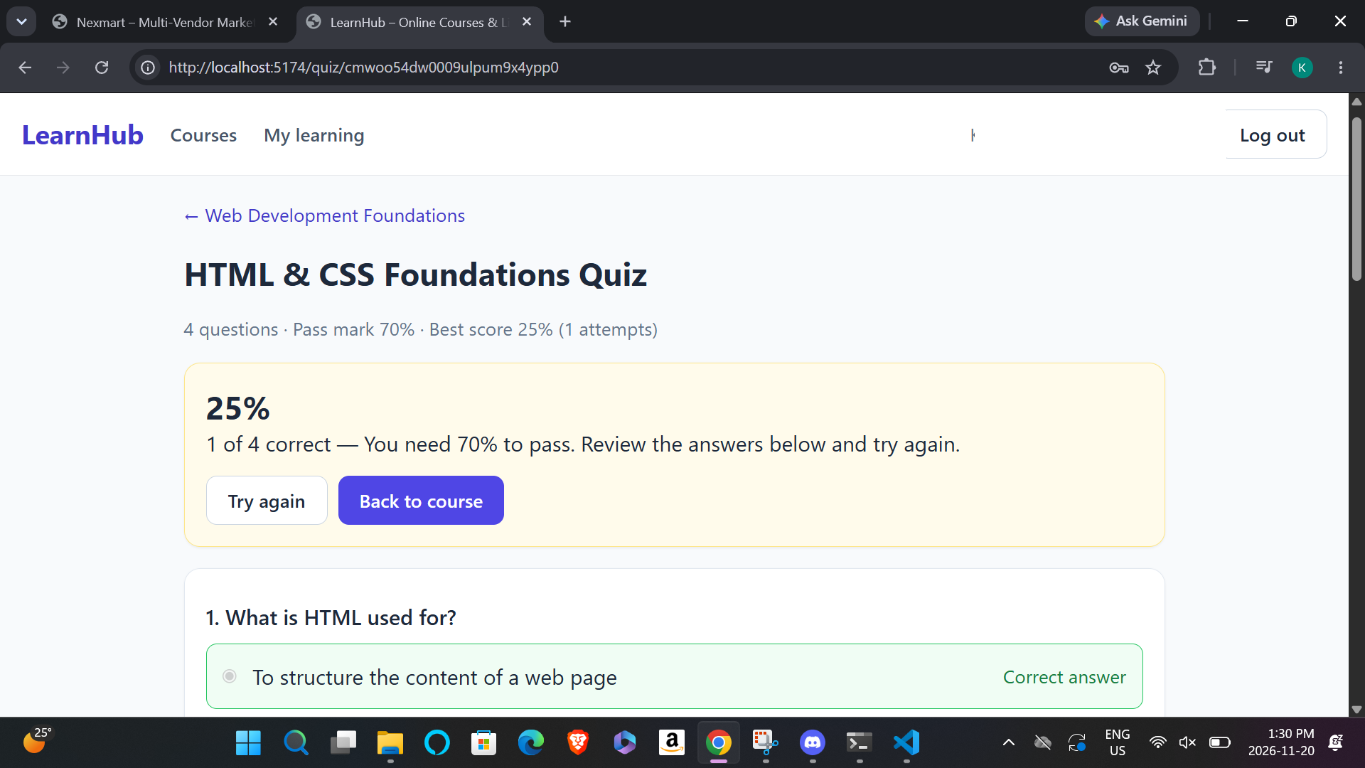 Nexmart – Multi-Vendor Marke
LearnHub – Online Courses & L
Ask Gemini
http://localhost:5174/quiz/cmwoo54dw0009ulpum9x4ypp0
K
LearnHub
Courses
My learning
Log out
← Web Development Foundations
HTML & CSS Foundations Quiz
4 questions · Pass mark 70% · Best score 25% (1 attempts)
25%
1 of 4 correct — You need 70% to pass. Review the answers below and try again.
Try again
Back to course
1. What is HTML used for?
To structure the content of a web page
Correct answer
25°
ENG
US
1:30 PM
2026-11-20